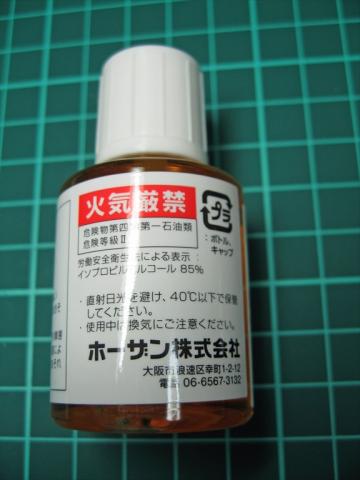 火気厳禁
危険物第四類第一石油類
危険等級Ⅱ
プラ
：ボトル、
キャップ
労働安全衛生法による表示：
イソプロピルアルコール 85%
・直射日光を避け、40℃以下で保管
してください。
・使用中は換気にご注意ください。
ホーザン株式会社
大阪市浪速区幸町1-2-12
電話 06-6567-3132